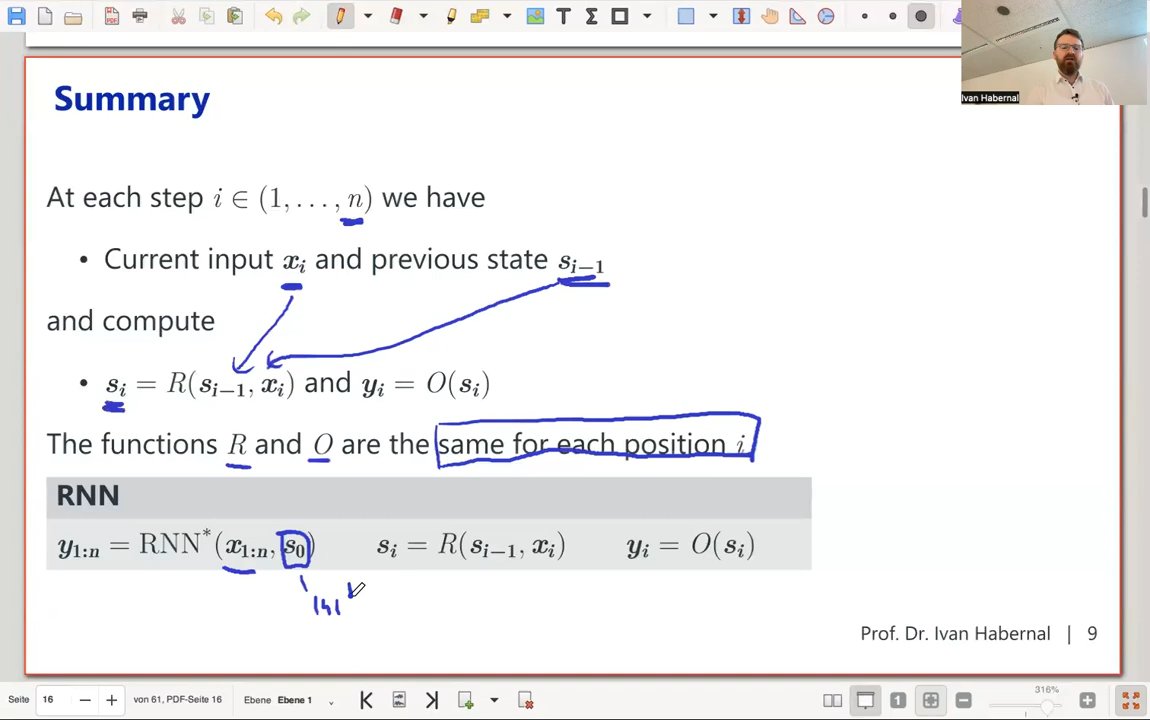 Ivan Habernal
Summary
At each step i ∈ (1, …, n) we have
• Current input xᵢ and previous state sᵢ₋₁
and compute
• sᵢ = R(sᵢ₋₁, xᵢ) and yᵢ = O(sᵢ)
The functions R and O are the same for each position i
RNN
y₁:ₙ = RNN*(x₁:ₙ, s₀) sᵢ = R(sᵢ₋₁, xᵢ) yᵢ = O(sᵢ)
Prof. Dr. Ivan Habernal | 9
Seite 16 von 61, PDF-Seite 16 Ebene Ebene 1 1 316%